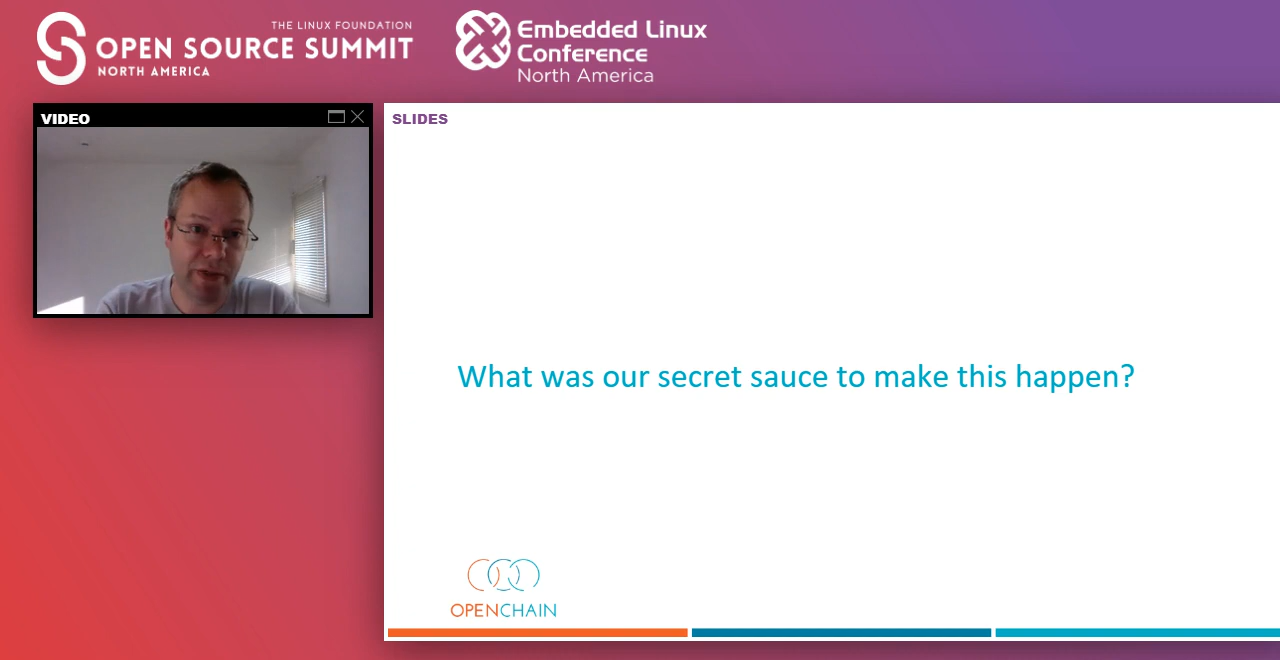 THE LINUX FOUNDATION
OPEN SOURCE SUMMIT
NORTH AMERICA
Embedded Linux
Conference
North America
VIDEO
SLIDES
What was our secret sauce to make this happen?
OPENCHAIN